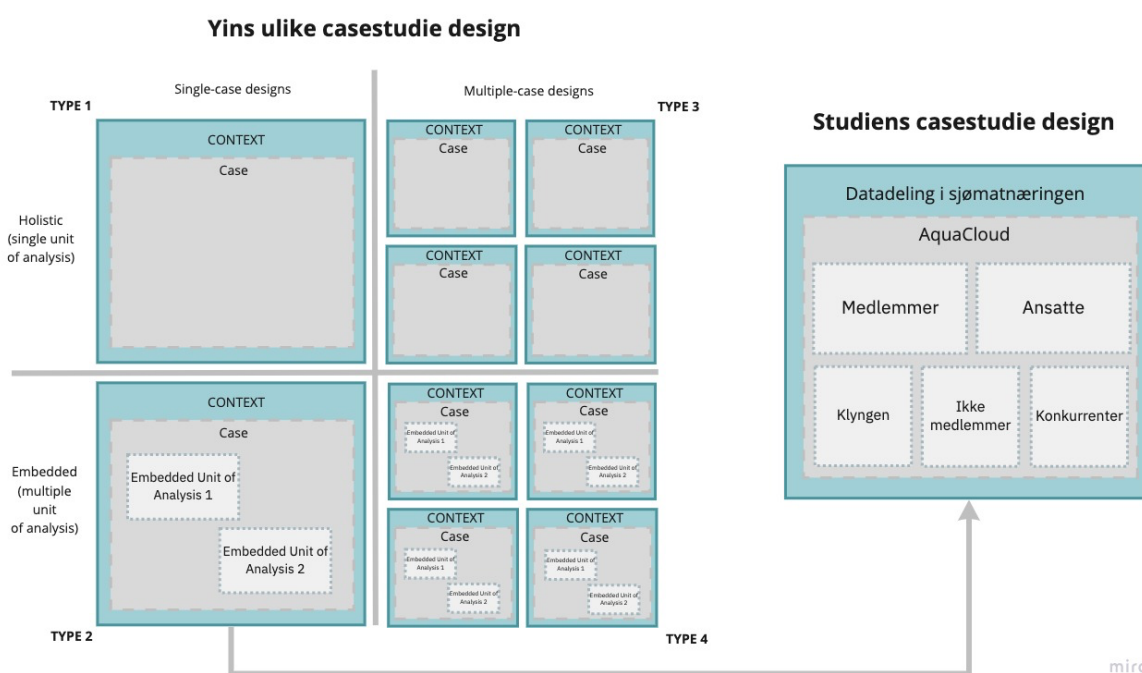 Yins ulike casestudie design
Single-case designs
Multiple-case designs
TYPE 1
TYPE 3
CONTEXT
Case
CONTEXT
Case
CONTEXT
Case
Holistic
(single unit
of analysis)
CONTEXT
Case
CONTEXT
Case
CONTEXT
Case
Embedded Unit of
Analysis 1
Embedded Unit of
Analysis 2
Embedded
(multiple
unit
of analysis)
CONTEXT
Case
Embedded Unit of
Analysis 1
Embedded Unit of
Analysis 2
CONTEXT
Case
Embedded Unit of
Analysis 1
Embedded Unit of
Analysis 2
CONTEXT
Case
Embedded Unit of
Analysis 1
Embedded Unit of
Analysis 2
CONTEXT
Case
Embedded Unit of
Analysis 1
Embedded Unit of
Analysis 2
TYPE 2
TYPE 4
Studiens casestudie design
Datadeling i sjømatnæringen
AquaCloud
Medlemmer
Ansatte
Klyngen
Ikke
medlemmer
Konkurrenter
miro